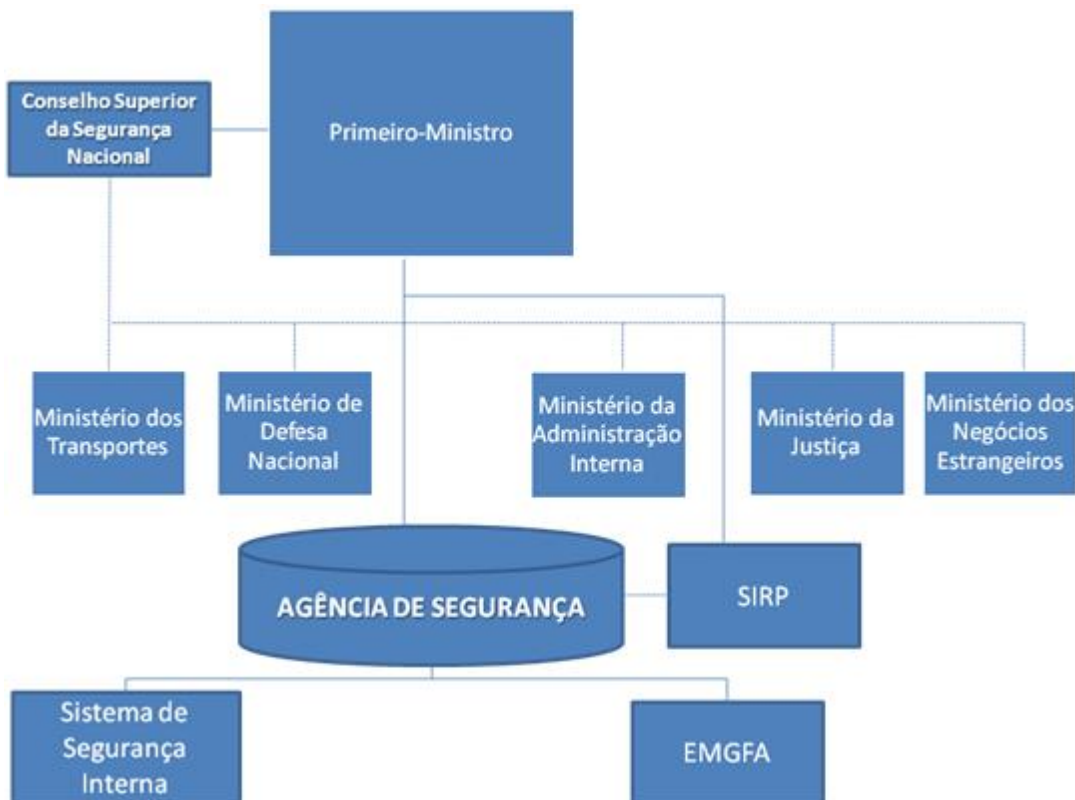 Conselho Superior
da Segurança
Nacional
Primeiro-Ministro
Ministério dos
Transportes
Ministério de
Defesa
Nacional
Ministério da
Administração
Interna
Ministério da
Justiça
Ministério dos
Negócios
Estrangeiros
AGÊNCIA DE SEGURANÇA
SIRP
Sistema de
Segurança
Interna
EMGFA